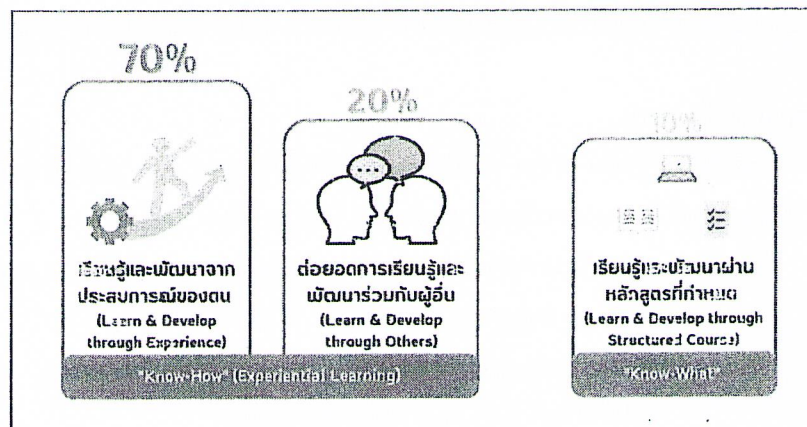 70%
เรียนรู้และพัฒนาจาก
ประสบการณ์ของตน
(Learn & Develop
through Experience)
20%
ต่อยอดการเรียนรู้และ
พัฒนาร่วมกับผู้อื่น
(Learn & Develop
through Others)
"Know-How" (Experiential Learning)
10%
เรียนรู้และพัฒนาผ่าน
หลักสูตรที่กำหนด
(Learn & Develop through
Structured Course)
"Know-What"